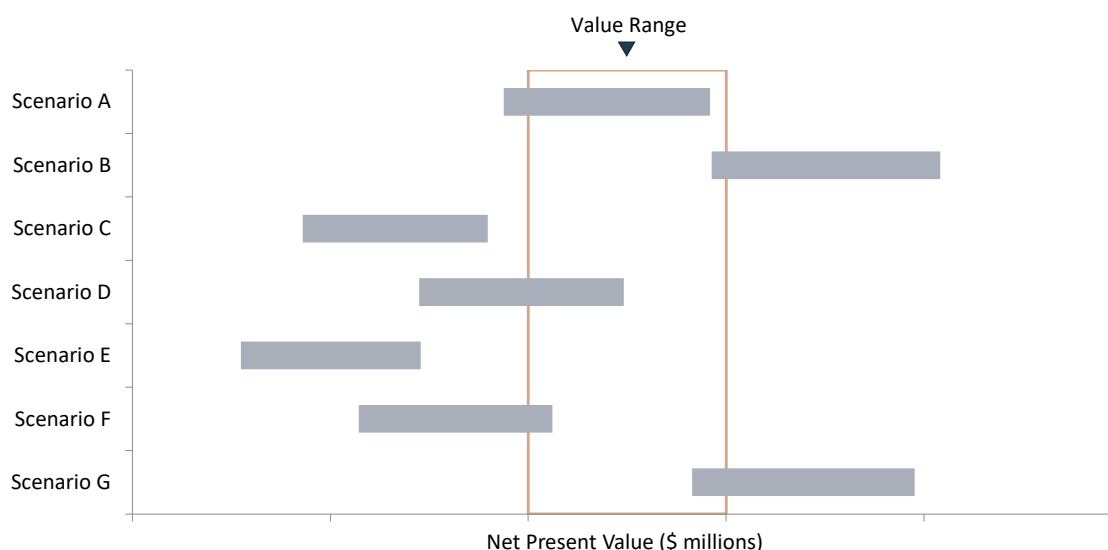 Value Range
Scenario A
Scenario B
Scenario C
Scenario D
Scenario E
Scenario F
Scenario G
Net Present Value ($ millions)